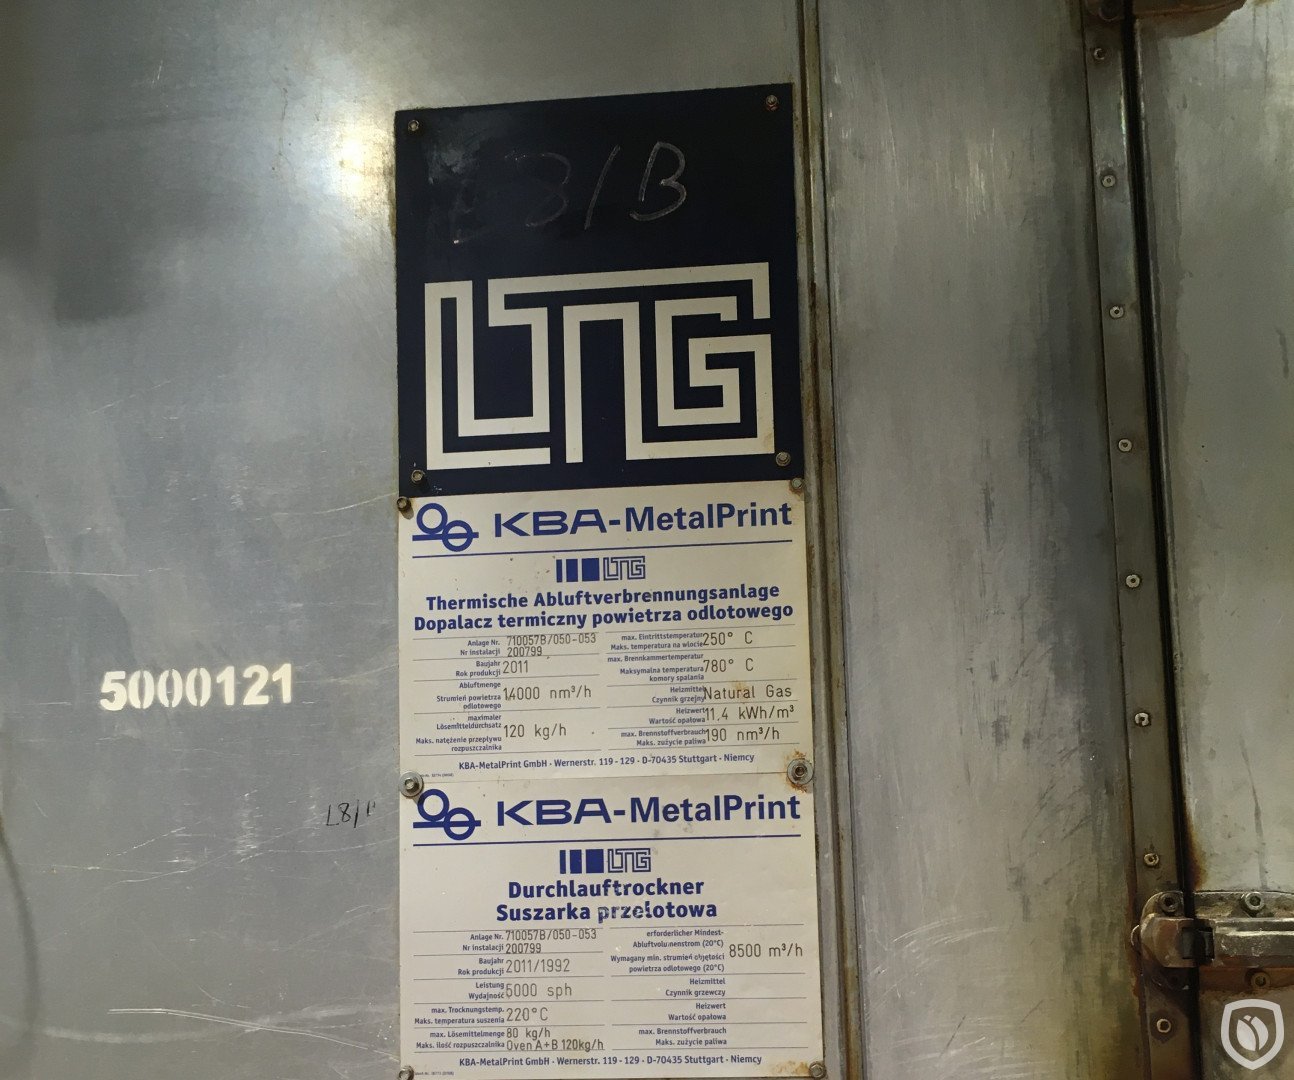 L8/B
LTG
KBA-MetalPrint
LTG
Thermische Abluftverbrennungsanlage
Dopalacz termiczny powietrza odlotowego
Anlage Nr. 710057B/050-053
Nr instalacji 200799
Baujahr
Rok produkcji 2011
Abluftmenge
Strumień powietrza odlotowego 14000 nm³/h
maximaler Lösemitteldurchsatz
Maks. natężenie przepływu rozpuszczalnika 120 kg/h
max. Eintrittstemperatur
Maks. temperatura na wlocie 250° C
max. Brennkammertemperatur
Maksymalna temperatura komory spalania 780° C
Heizmittel
Czynnik grzejny Natural Gas
Heizwert
Wartość opałowa 11,4 kWh/m³
max. Brennstoffverbrauch
Maks. zużycie paliwa 190 nm³/h
KBA-MetalPrint GmbH · Wernerstr. 119 - 129 · D-70435 Stuttgart - Niemcy
5000121
L8/
KBA-MetalPrint
LTG
Durchlauftrockner
Suszarka przelotowa
Anlage Nr. 710057B/050-053
Nr instalacji 200799
Baujahr
Rok produkcji 2011/1992
Leistung
Wydajność 5000 sph
max. Trocknungstemp.
Maks. temperatura suszenia 220°C
max. Lösemittelmenge 80 kg/h
Maks. ilość rozpuszczalnika Oven A+B 120kg/h
erforderlicher Mindest-
Abluftvolumenstrom (20°C)
Wymagany min. strumień objętości
powietrza odlotowego (20°C) 8500 m³/h
Heizmittel
Czynnik grzewczy
Heizwert
Wartość opałowa
max. Brennstoffverbrauch
Maks. zużycie paliwa
KBA-MetalPrint GmbH · Wernerstr. 119 - 129 · D-70435 Stuttgart - Niemcy